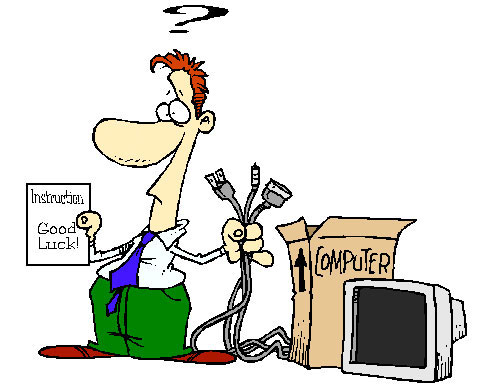 ?
Instruction
Good
Luck!
COMPUTER